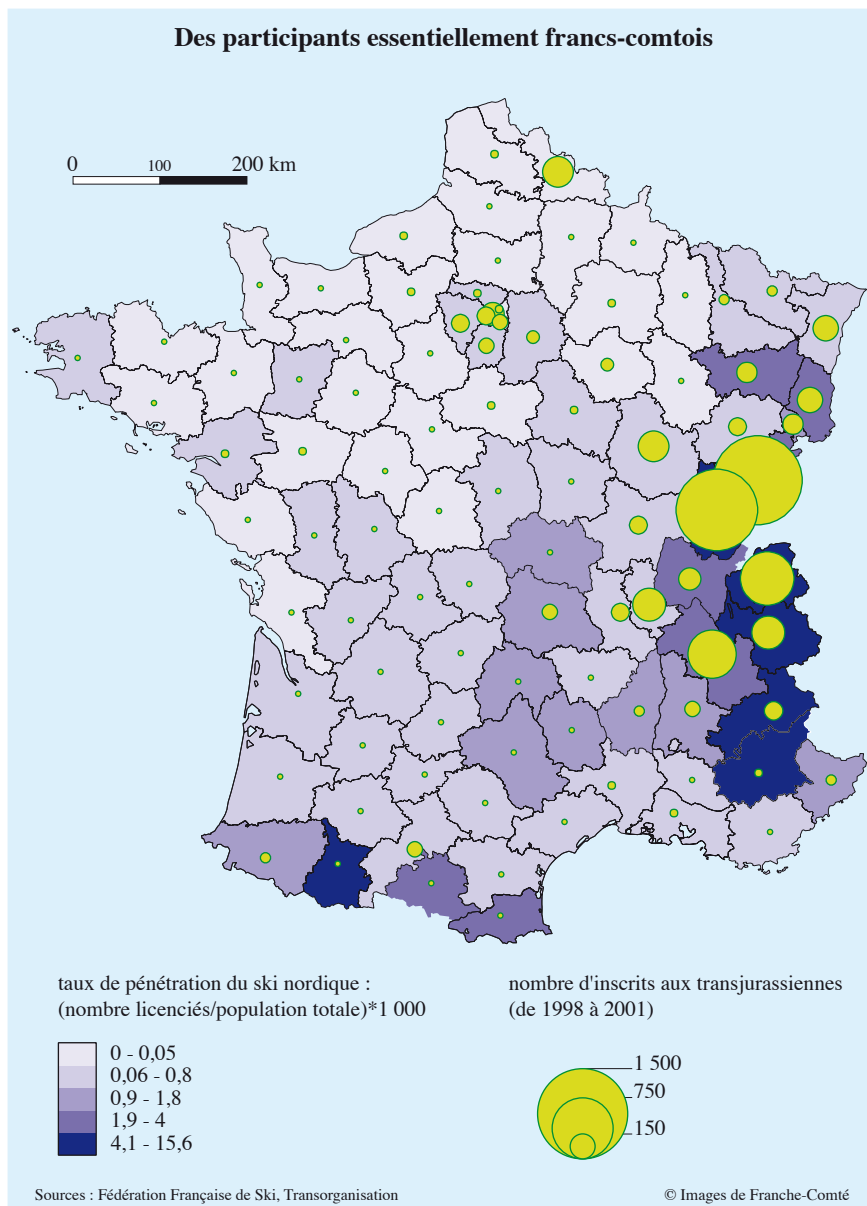 Des participants essentiellement francs-comtois
0 100 200 km
taux de pénétration du ski nordique :
(nombre licenciés/population totale)*1 000
0 - 0,05
0,06 - 0,8
0,9 - 1,8
1,9 - 4
4,1 - 15,6
nombre d'inscrits aux transjurassiennes
(de 1998 à 2001)
1 500
750
150
Sources : Fédération Française de Ski, Transorganisation
© Images de Franche-Comté